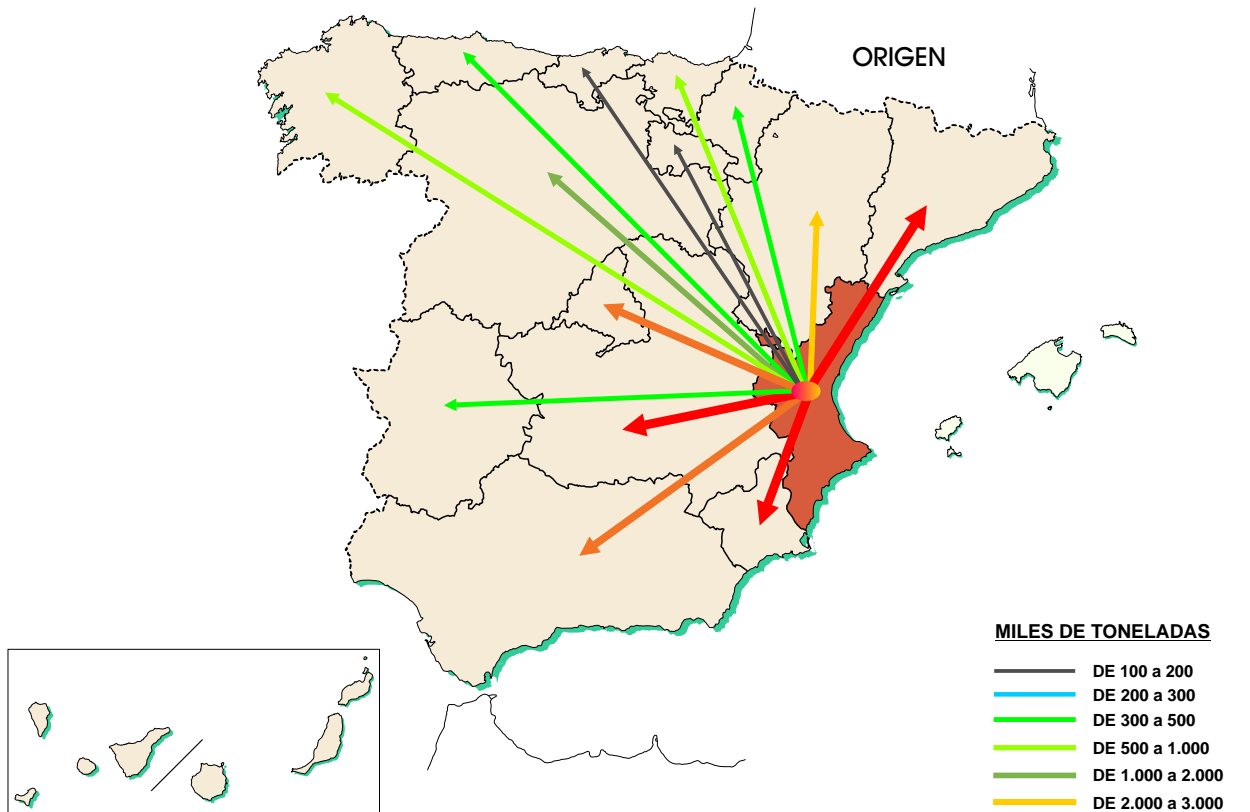 ORIGEN
MILES DE TONELADAS
DE 100 a 200
DE 200 a 300
DE 300 a 500
DE 500 a 1.000
DE 1.000 a 2.000
DE 2.000 a 3.000